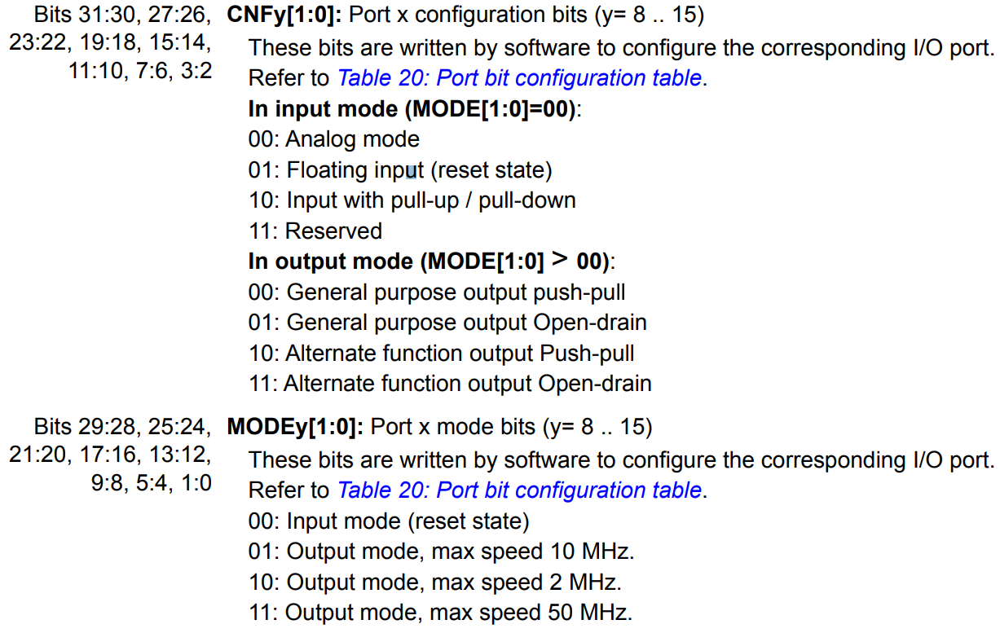 Bits 31:30, 27:26, CNFy[1:0]: Port x configuration bits (y= 8 .. 15)
23:22, 19:18, 15:14, These bits are written by software to configure the corresponding I/O port.
11:10, 7:6, 3:2 Refer to Table 20: Port bit configuration table.
In input mode (MODE[1:0]=00):
00: Analog mode
01: Floating input (reset state)
10: Input with pull-up / pull-down
11: Reserved
In output mode (MODE[1:0] > 00):
00: General purpose output push-pull
01: General purpose output Open-drain
10: Alternate function output Push-pull
11: Alternate function output Open-drain
Bits 29:28, 25:24, MODEy[1:0]: Port x mode bits (y= 8 .. 15)
21:20, 17:16, 13:12, These bits are written by software to configure the corresponding I/O port.
9:8, 5:4, 1:0 Refer to Table 20: Port bit configuration table.
00: Input mode (reset state)
01: Output mode, max speed 10 MHz.
10: Output mode, max speed 2 MHz.
11: Output mode, max speed 50 MHz.